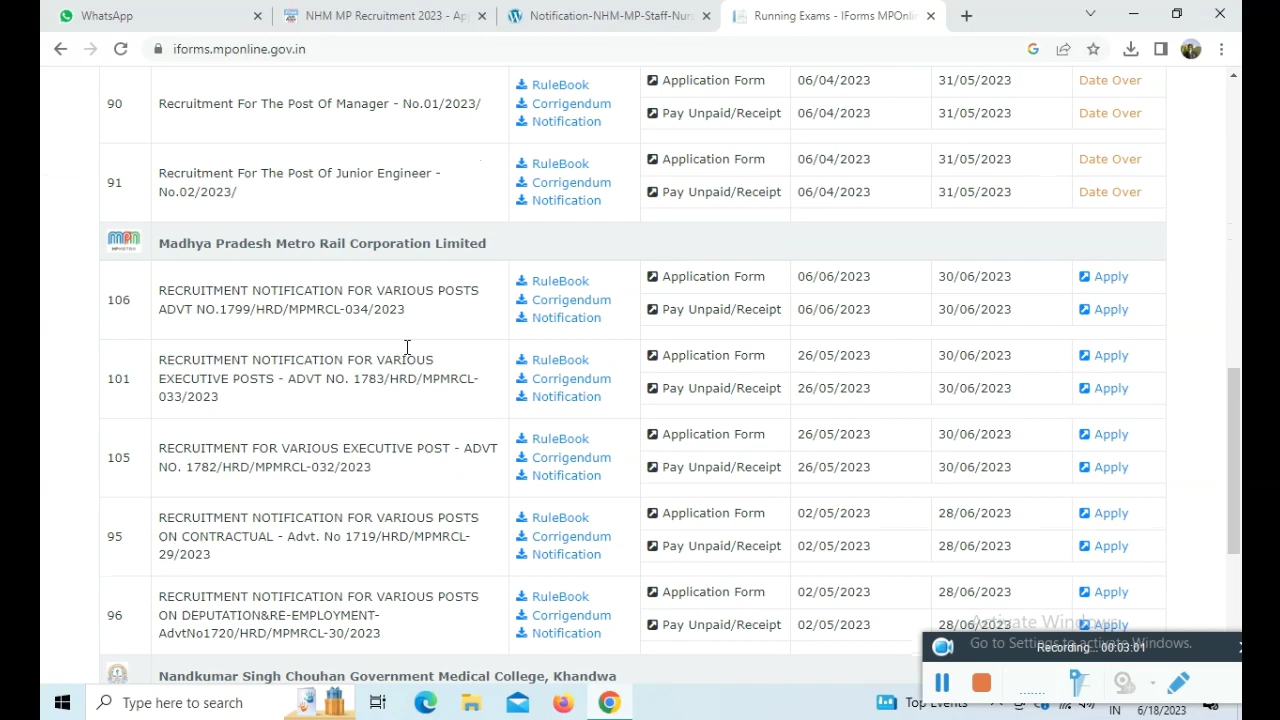 WhatsApp
NHM MP Recruitment 2023 - App
Notification-NHM-MP-Staff-Nurs
Running Exams - IForms MPOnlin
iforms.mponline.gov.in
90
Recruitment For The Post Of Manager - No.01/2023/
RuleBook
Corrigendum
Notification
Application Form 06/04/2023 31/05/2023 Date Over
Pay Unpaid/Receipt 06/04/2023 31/05/2023 Date Over
91
Recruitment For The Post Of Junior Engineer -
No.02/2023/
RuleBook
Corrigendum
Notification
Application Form 06/04/2023 31/05/2023 Date Over
Pay Unpaid/Receipt 06/04/2023 31/05/2023 Date Over
Madhya Pradesh Metro Rail Corporation Limited
106
RECRUITMENT NOTIFICATION FOR VARIOUS POSTS
ADVT NO.1799/HRD/MPMRCL-034/2023
RuleBook
Corrigendum
Notification
Application Form 06/06/2023 30/06/2023 Apply
Pay Unpaid/Receipt 06/06/2023 30/06/2023 Apply
101
RECRUITMENT NOTIFICATION FOR VARIOUS
EXECUTIVE POSTS - ADVT NO. 1783/HRD/MPMRCL-
033/2023
RuleBook
Corrigendum
Notification
Application Form 26/05/2023 30/06/2023 Apply
Pay Unpaid/Receipt 26/05/2023 30/06/2023 Apply
105
RECRUITMENT FOR VARIOUS EXECUTIVE POST - ADVT
NO. 1782/HRD/MPMRCL-032/2023
RuleBook
Corrigendum
Notification
Application Form 26/05/2023 30/06/2023 Apply
Pay Unpaid/Receipt 26/05/2023 30/06/2023 Apply
95
RECRUITMENT NOTIFICATION FOR VARIOUS POSTS
ON CONTRACTUAL - Advt. No 1719/HRD/MPMRCL-
29/2023
RuleBook
Corrigendum
Notification
Application Form 02/05/2023 28/06/2023 Apply
Pay Unpaid/Receipt 02/05/2023 28/06/2023 Apply
96
RECRUITMENT NOTIFICATION FOR VARIOUS POSTS
ON DEPUTATION&RE-EMPLOYMENT-
AdvtNo1720/HRD/MPMRCL-30/2023
RuleBook
Corrigendum
Notification
Application Form 02/05/2023 28/06/2023 Apply
Pay Unpaid/Receipt 02/05/2023 28/06/2023 Apply
Nandkumar Singh Chouhan Government Medical College, Khandwa
Activate Windows
Go to Settings to activate Windows.
Recording... 00:03:01
Type here to search
Top Events
IN
6/18/2023